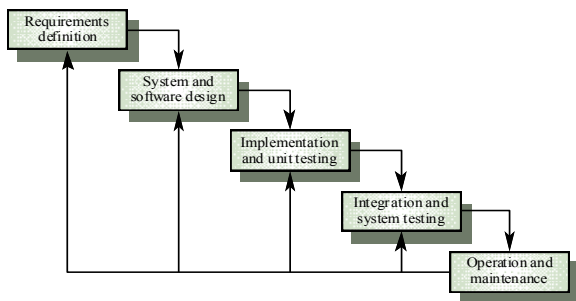 Requirements
definition
System and
software design
Implementation
and unit testing
Integration and
system testing
Operation and
maintenance